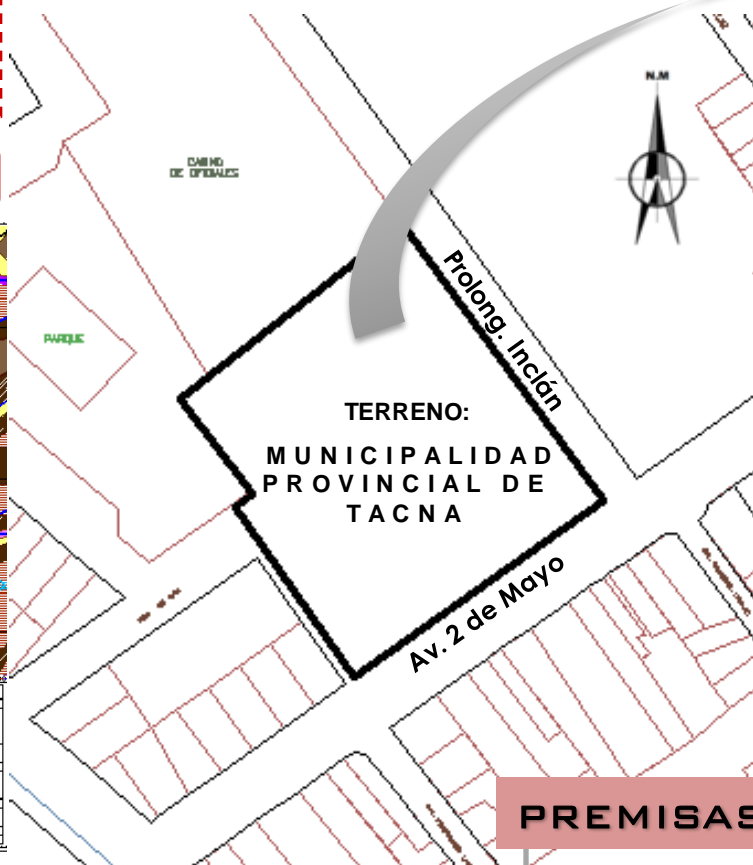 N.M
CASINO
DE OFICIALES
Prolong. Inclán
PARQUE
TERRENO:
MUNICIPALIDAD
PROVINCIAL DE
TACNA
Av. 2 de Mayo
PREMISAS